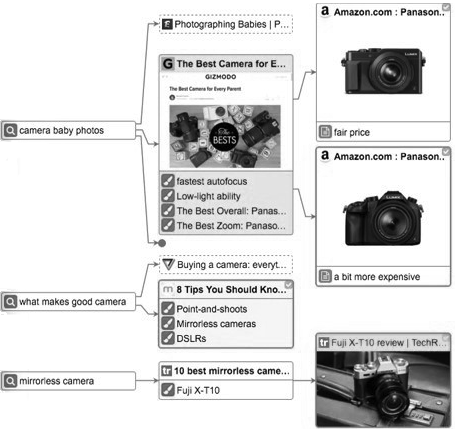 Photographing Babies | P...
camera baby photos
G The Best Camera for E...
GIZMODO
The Best Camera for Every Parent
The
BESTS
fastest autofocus
Low-light ability
The Best Overall: Panas...
The Best Zoom: Panaso...
a Amazon.com : Panason..
LUMIX
fair price
a Amazon.com : Panason..
LUMIX
a bit more expensive
Buying a camera: everyt...
what makes good camera
m 8 Tips You Should Kno...
Point-and-shoots
Mirrorless cameras
DSLRs
mirrorless camera
tr 10 best mirrorless came...
Fuji X-T10
tr Fuji X-T10 review | TechR...